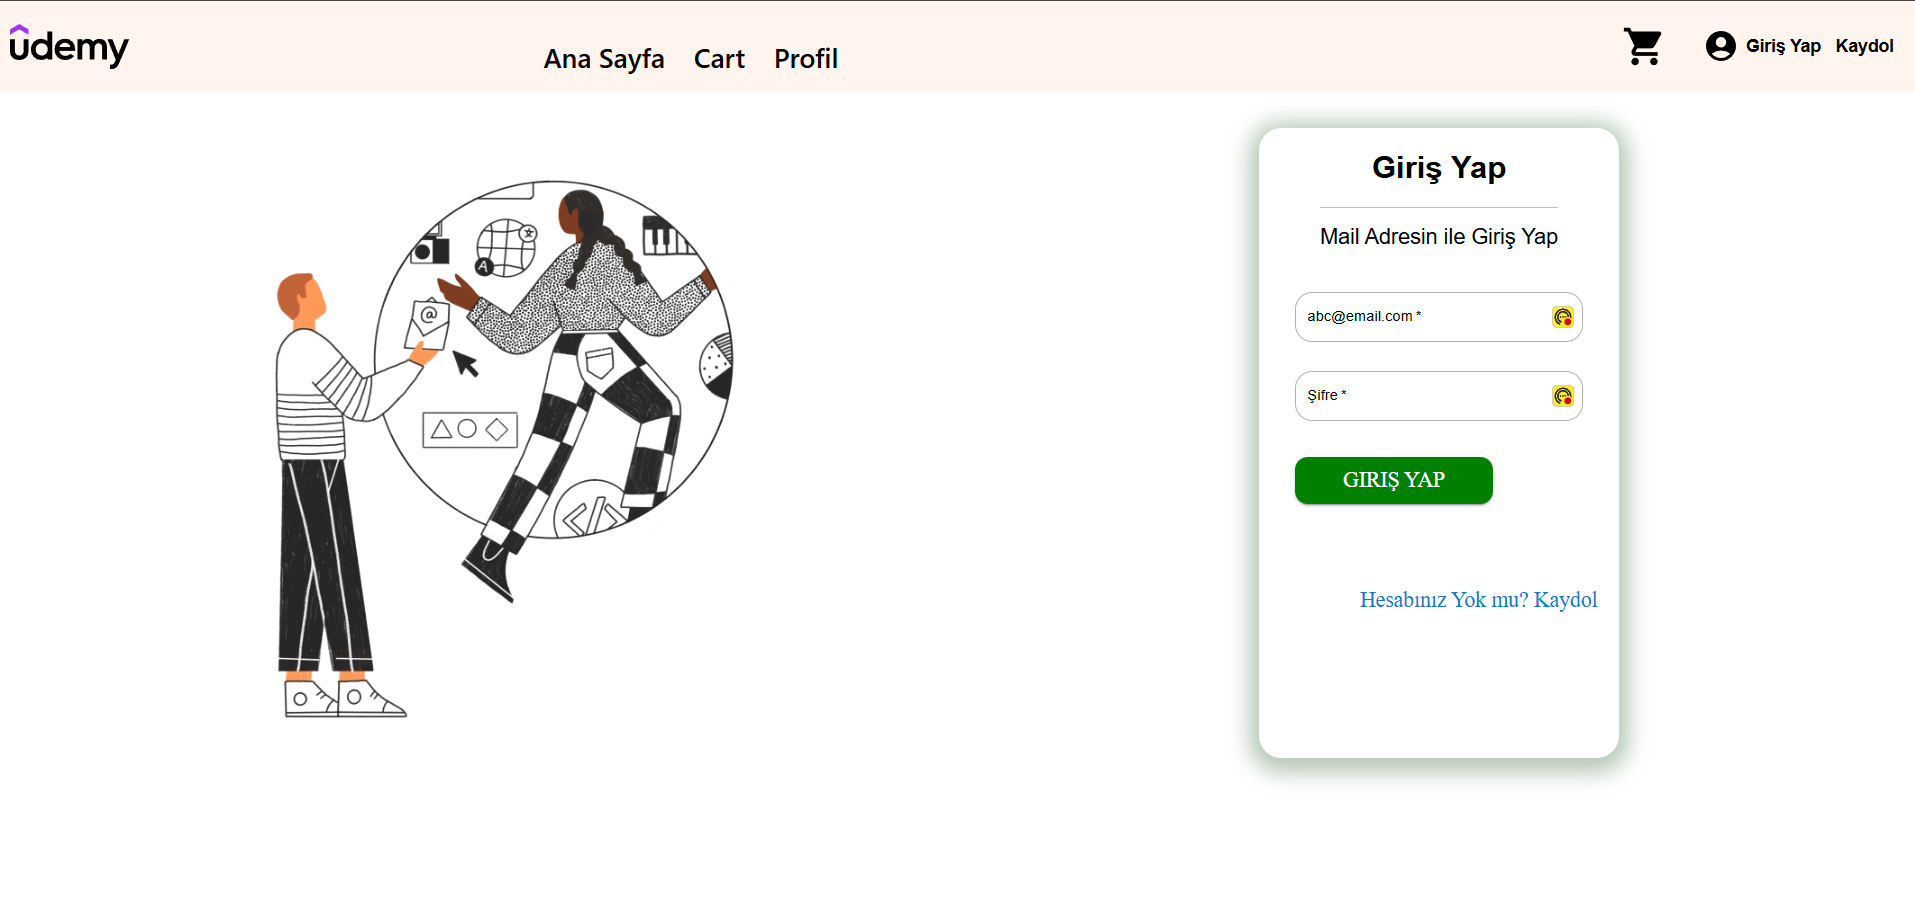 udemy
Ana Sayfa Cart Profil
Giriş Yap Kaydol
Giriş Yap
Mail Adresin ile Giriş Yap
abc@email.com *
Şifre *
GIRIŞ YAP
Hesabınız Yok mu? Kaydol
@
A
</>